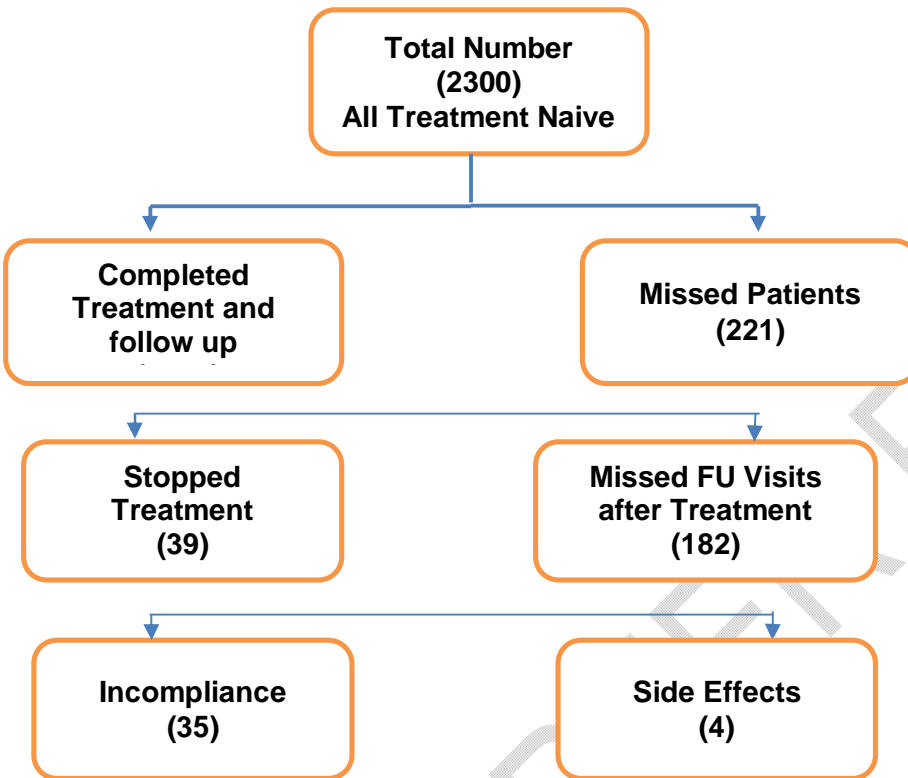 Total Number
(2300)
All Treatment Naive
Completed
Treatment and
follow up
Missed Patients
(221)
Stopped
Treatment
(39)
Missed FU Visits
after Treatment
(182)
Incompliance
(35)
Side Effects
(4)